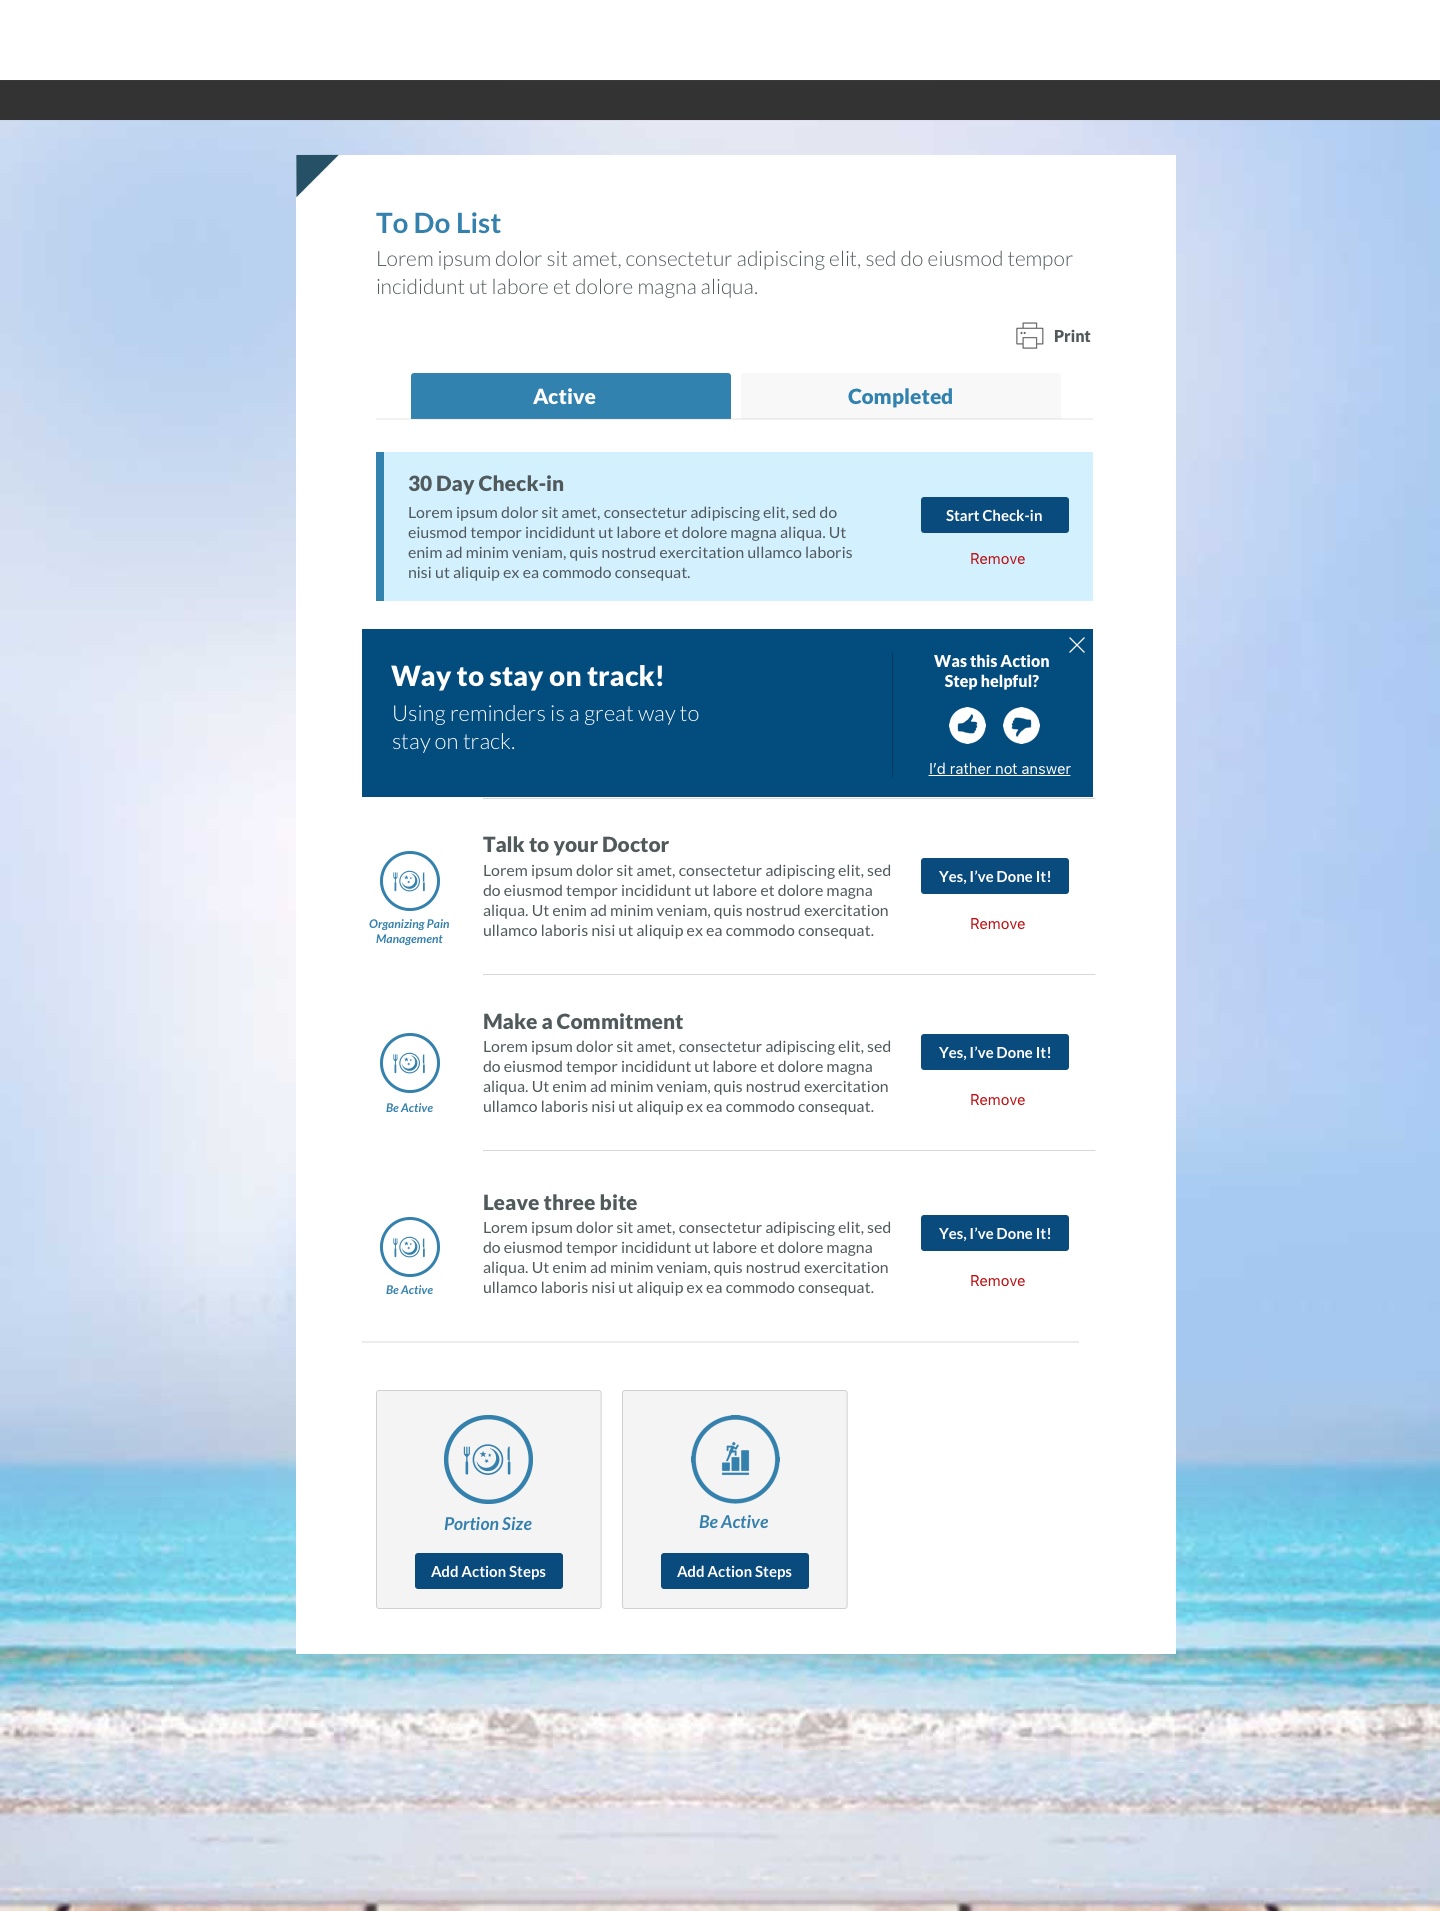 To Do List
Lorem ipsum dolor sit amet, consectetur adipiscing elit, sed do eiusmod tempor
incididunt ut labore et dolore magna aliqua.
Print
Active
Completed
30 Day Check-in
Lorem ipsum dolor sit amet, consectetur adipiscing elit, sed do
eiusmod tempor incididunt ut labore et dolore magna aliqua. Ut
enim ad minim veniam, quis nostrud exercitation ullamco laboris
nisi ut aliquip ex ea commodo consequat.
Start Check-in
Remove
Way to stay on track!
Using reminders is a great way to
stay on track.
Was this Action
Step helpful?
I'd rather not answer
Organizing Pain
Management
Talk to your Doctor
Lorem ipsum dolor sit amet, consectetur adipiscing elit, sed
do eiusmod tempor incididunt ut labore et dolore magna
aliqua. Ut enim ad minim veniam, quis nostrud exercitation
ullamco laboris nisi ut aliquip ex ea commodo consequat.
Yes, I've Done It!
Remove
Be Active
Make a Commitment
Lorem ipsum dolor sit amet, consectetur adipiscing elit, sed
do eiusmod tempor incididunt ut labore et dolore magna
aliqua. Ut enim ad minim veniam, quis nostrud exercitation
ullamco laboris nisi ut aliquip ex ea commodo consequat.
Yes, I've Done It!
Remove
Be Active
Leave three bite
Lorem ipsum dolor sit amet, consectetur adipiscing elit, sed
do eiusmod tempor incididunt ut labore et dolore magna
aliqua. Ut enim ad minim veniam, quis nostrud exercitation
ullamco laboris nisi ut aliquip ex ea commodo consequat.
Yes, I've Done It!
Remove
Portion Size
Add Action Steps
Be Active
Add Action Steps